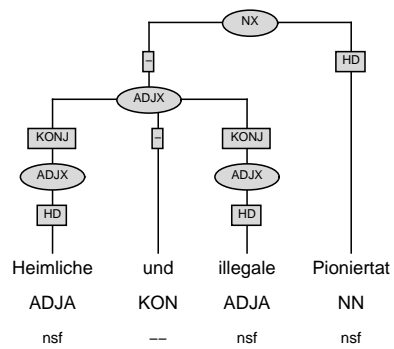 NX
– HD
ADJX
KONJ – KONJ
ADJX ADJX
HD HD
Heimliche und illegale Pioniertat
ADJA KON ADJA NN
nsf –– nsf nsf